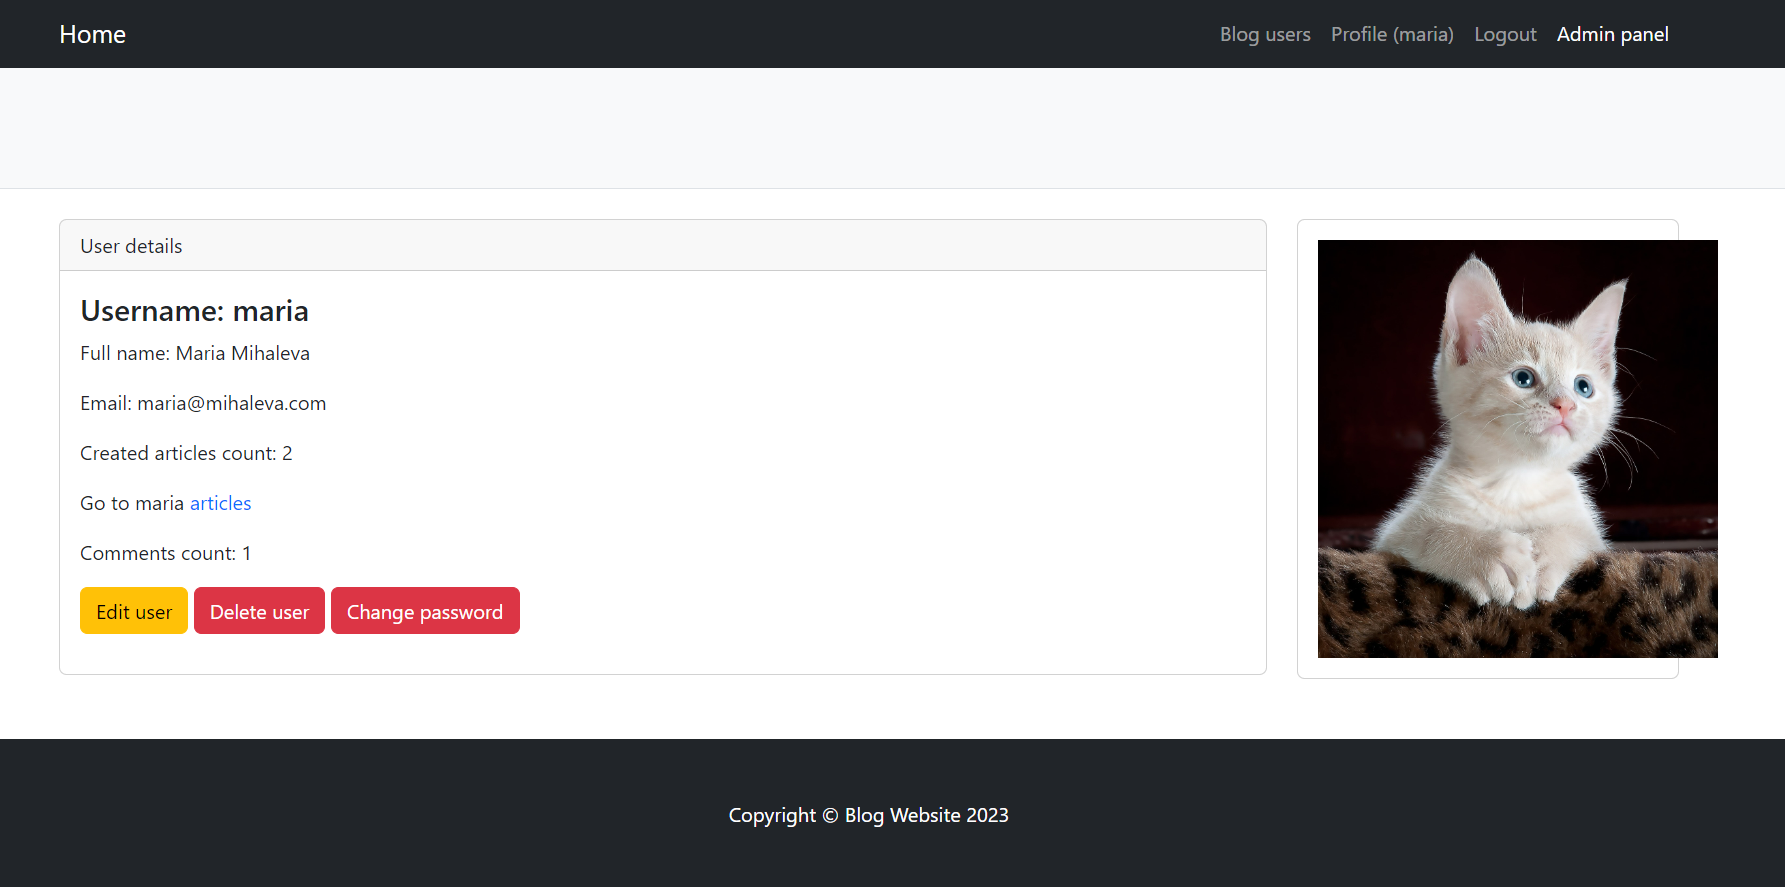 Home
Blog users Profile (maria) Logout Admin panel
User details
Username: maria
Full name: Maria Mihaleva
Email: maria@mihaleva.com
Created articles count: 2
Go to maria articles
Comments count: 1
Edit user Delete user Change password
Copyright © Blog Website 2023